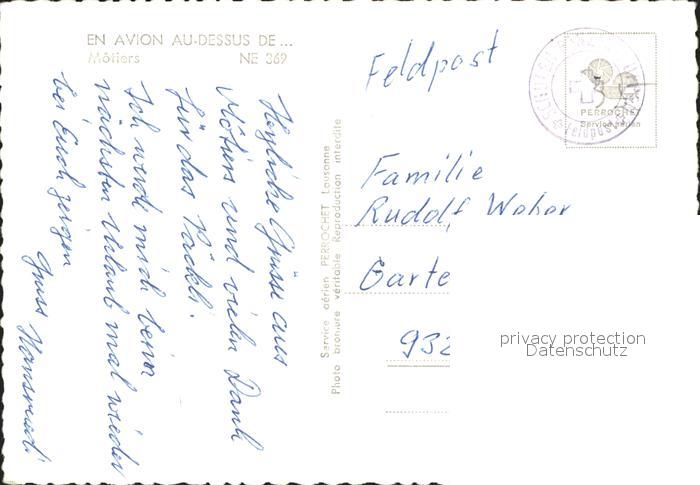 EN AVION AU-DESSUS DE...
Môtiers NE 369
Herzliche Grüsse aus
Môtiers und vielen Dank
für das Päckli.
Ich werde mich beim
nächsten Urlaub mal wieder
bei Euch zeigen
Gruss Hansruedi
Service aérien PERROCHET Lausanne
Photo bromure véritable Reproduction interdite
Feldpost
PERROCHET
Service aérien
Familie
Rudolf Weber
Garte
932
privacy protection
Datenschutz